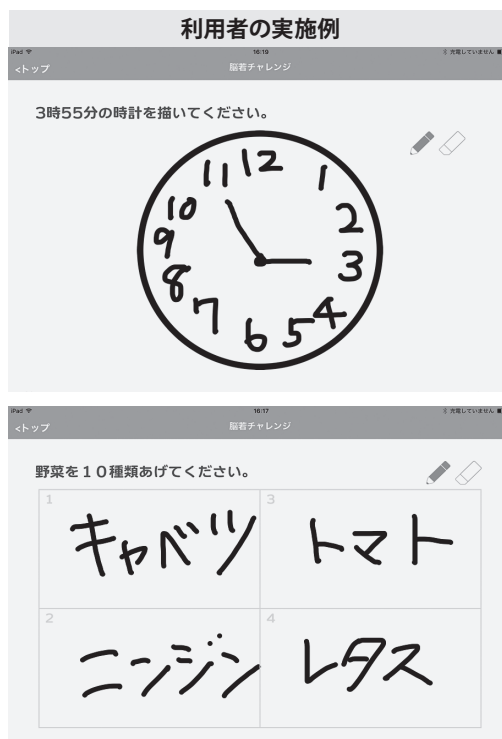 利用者の実施例
iPad 16:19 充電していません
<トップ 脳若チャレンジ
3時55分の時計を描いてください。
12
11
1
10
2
9
3
8
4
7
5
6
iPad 16:17 充電していません
<トップ 脳若チャレンジ
野菜を10種類あげてください。
1
キャベツ
3
トマト
2
ニンジン
4
レタス